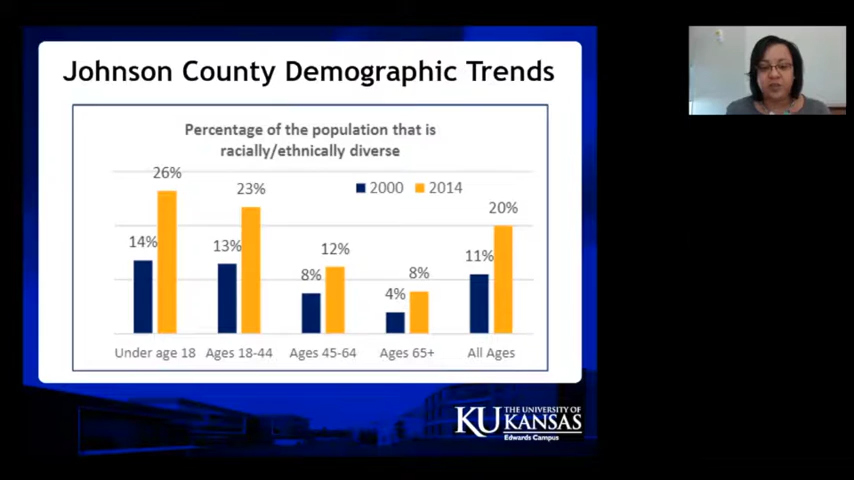 Johnson County Demographic Trends
Percentage of the population that is
racially/ethnically diverse
2000 2014
14% 26% 13% 23% 8% 12% 4% 8% 11% 20%
Under age 18 Ages 18-44 Ages 45-64 Ages 65+ All Ages
KU THE UNIVERSITY OF
KANSAS
Edwards Campus